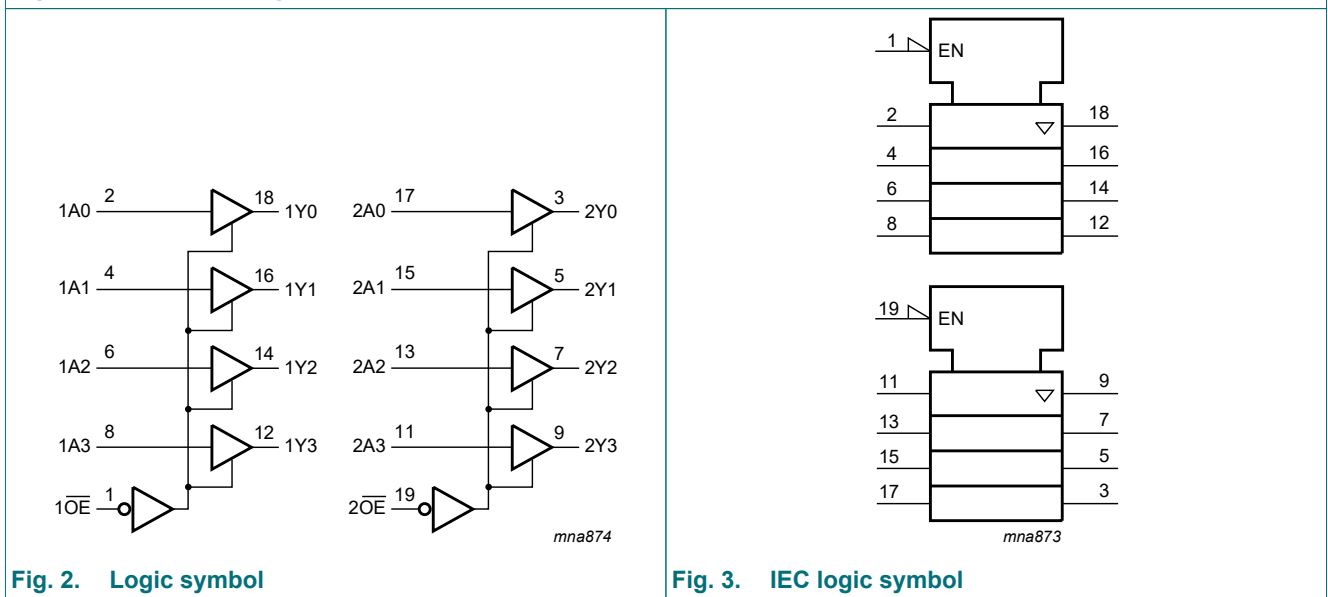 1A0 2 18 1Y0
1A1 4 16 1Y1
1A2 6 14 1Y2
1A3 8 12 1Y3
1O̅E̅ 1
2A0 17 3 2Y0
2A1 15 5 2Y1
2A2 13 7 2Y2
2A3 11 9 2Y3
2O̅E̅ 19
mna874
Fig. 2. Logic symbol
1 EN
2 18
4 16
6 14
8 12
19 EN
11 9
13 7
15 5
17 3
mna873
Fig. 3. IEC logic symbol